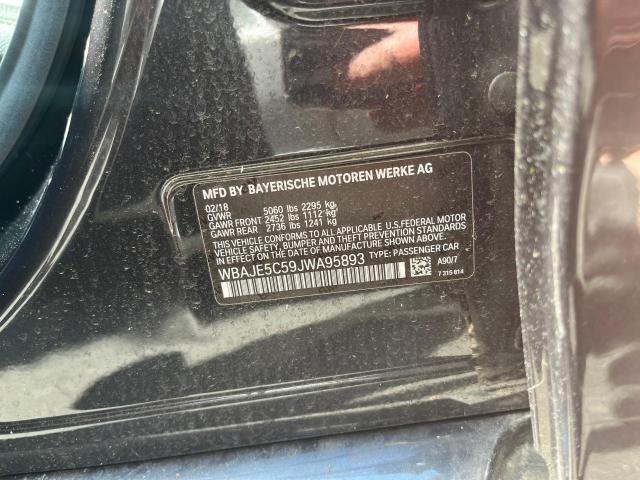 MFD BY BAYERISCHE MOTOREN WERKE AG
02/18
GVWR 5060 lbs 2295 kg
GAWR FRONT 2452 lbs 1112 kg
GAWR REAR 2736 lbs 1241 kg
THIS VEHICLE CONFORMS TO ALL APPLICABLE U.S.FEDERAL MOTOR
VEHICLE SAFETY, BUMPER, AND THEFT PREVENTION STANDARDS
IN EFFECT ON THE DATE OF MANUFACTURE SHOWN ABOVE.
WBAJE5C59JWA95893 TYPE: PASSENGER CAR
A90/7
7 315 814